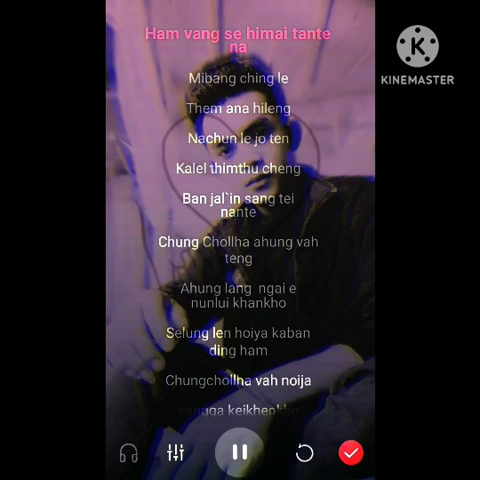 Ham vang se himai tante
na
KINEMASTER
Mibang ching le
Them ana hileng
Nachun le jo ten
Kalel thimthu cheng
Ban jal`in sang tei
nante
Chung Chollha ahung vah
teng
Ahung lang ngai e
nunlui khankho
Selung len hoiya kaban
ding ham
Chungchollha vah noija
sangga keikhenkho